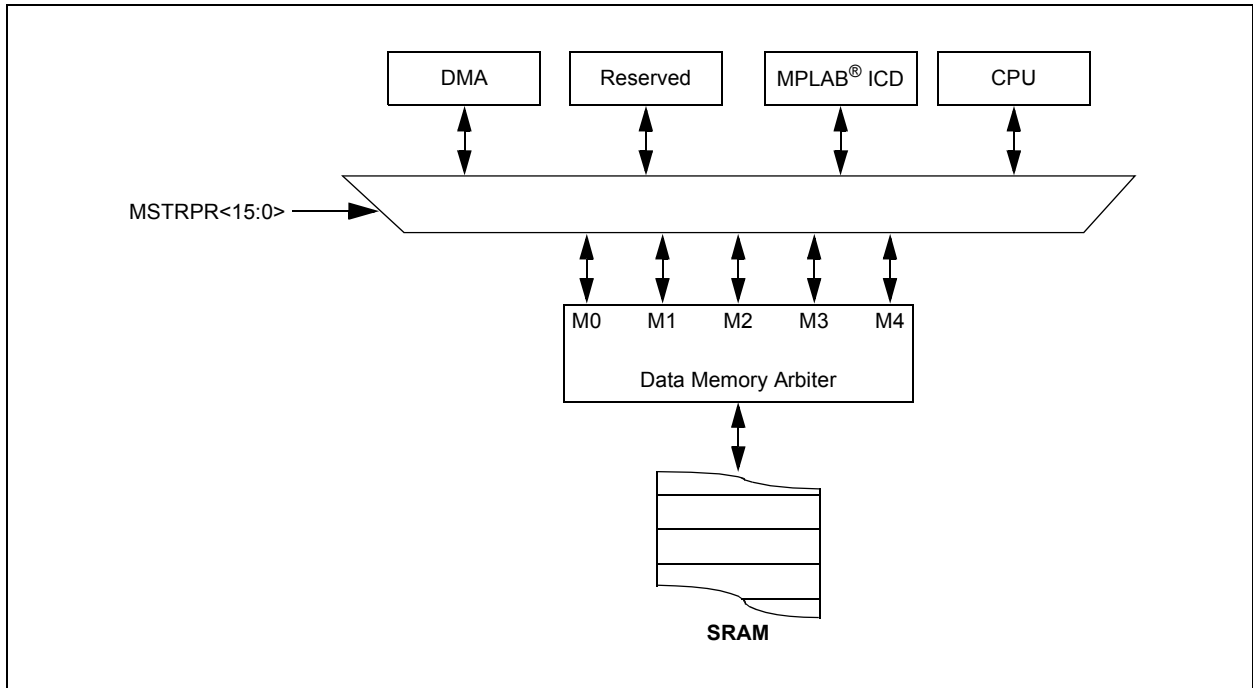 DMA
Reserved
MPLAB® ICD
CPU
MSTRPR<15:0>
M0
M1
M2
M3
M4
Data Memory Arbiter
SRAM